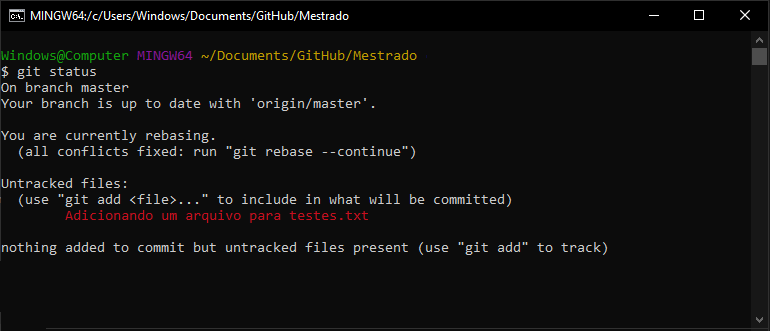 MINGW64:/c/Users/Windows/Documents/GitHub/Mestrado
Windows@Computer MINGW64 ~/Documents/GitHub/Mestrado
$ git status
On branch master
Your branch is up to date with 'origin/master'.
You are currently rebasing.
  (all conflicts fixed: run "git rebase --continue")
Untracked files:
  (use "git add <file>..." to include in what will be committed)
        Adicionando um arquivo para testes.txt
nothing added to commit but untracked files present (use "git add" to track)